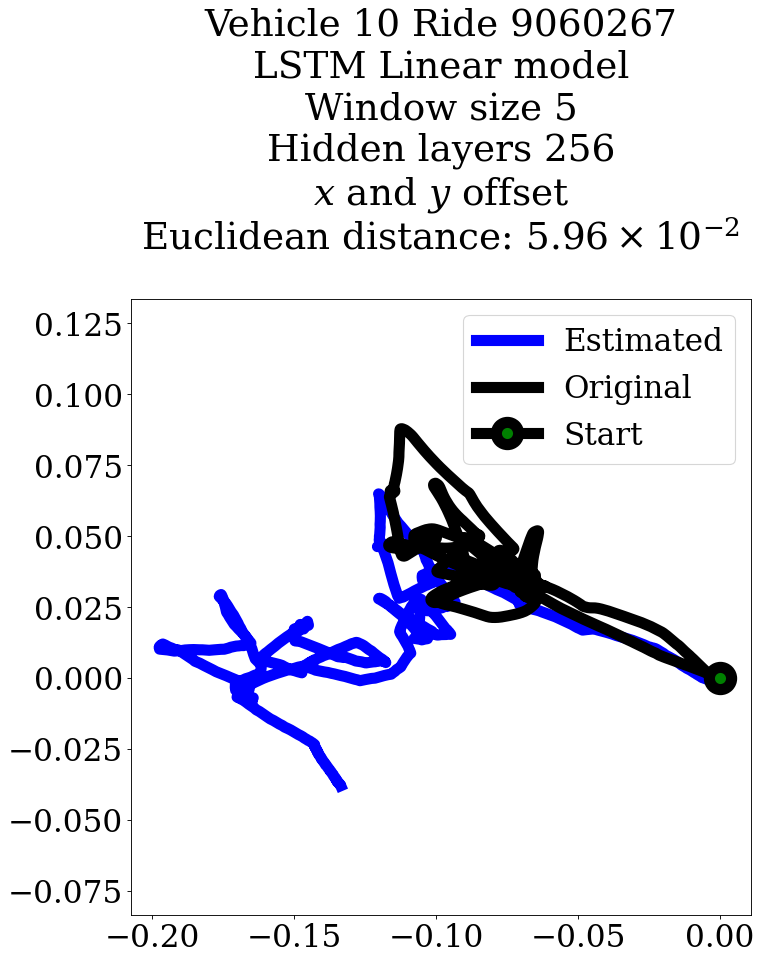 Vehicle 10 Ride 9060267
LSTM Linear model
Window size 5
Hidden layers 256
x and y offset
Euclidean distance: 5.96 × 10⁻²
Estimated
Original
Start
0.125
0.100
0.075
0.050
0.025
0.000
−0.025
−0.050
−0.075
−0.20 −0.15 −0.10 −0.05 0.00